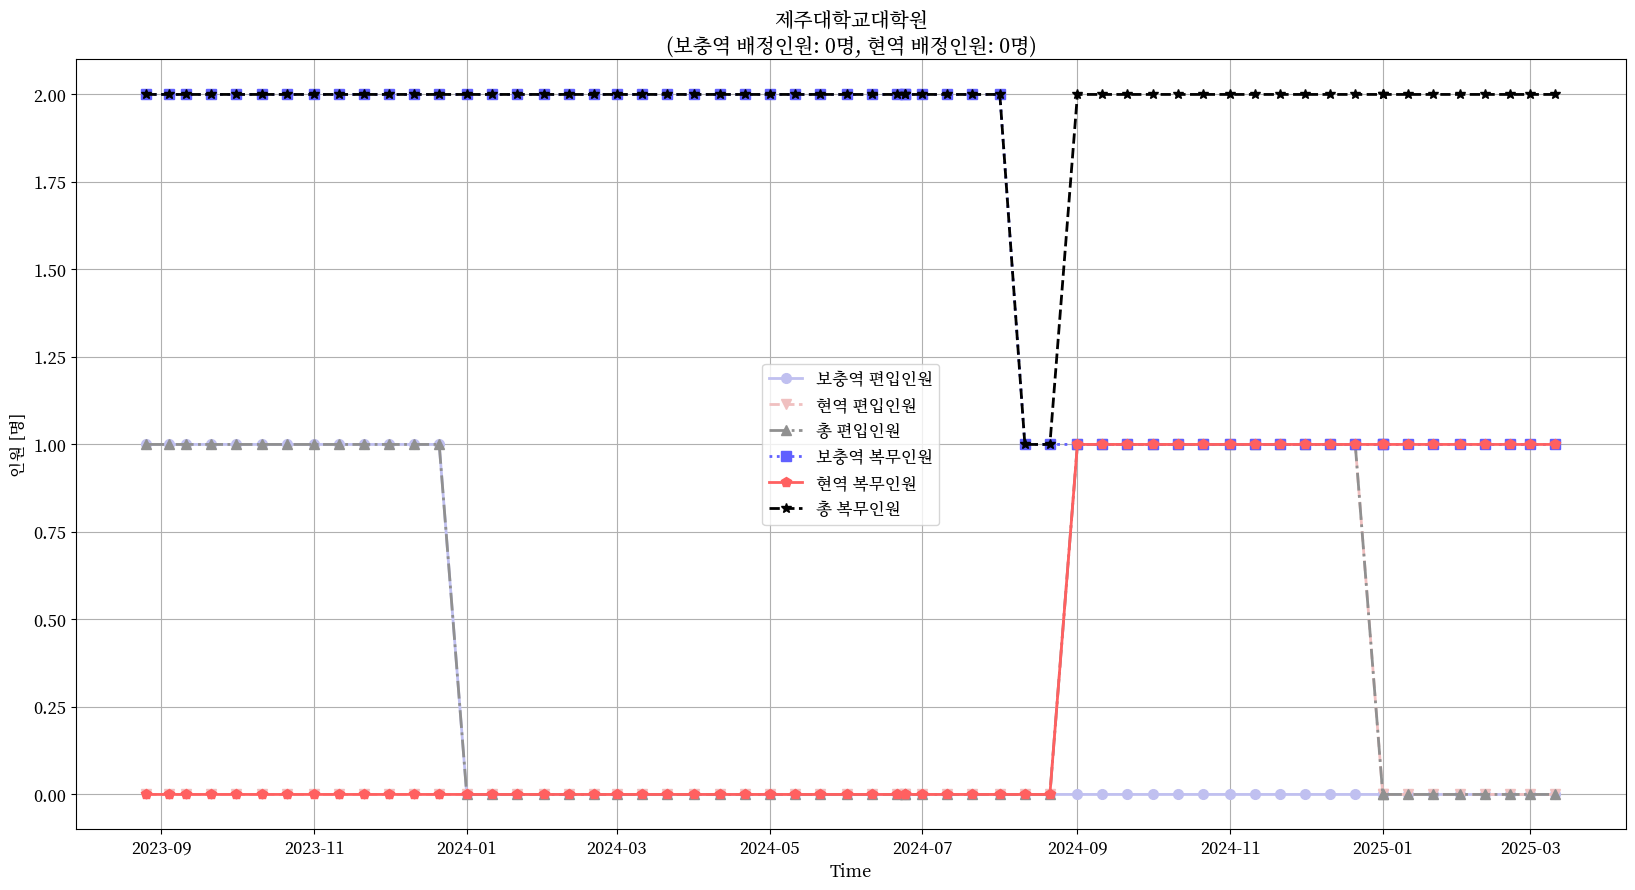 제주대학교대학원
(보충역 배정인원: 0명, 현역 배정인원: 0명)
2.00
1.75
1.50
1.25
1.00
0.75
0.50
0.25
0.00
인원 [명]
보충역 편입인원
현역 편입인원
총 편입인원
보충역 복무인원
현역 복무인원
총 복무인원
2023-09
2023-11
2024-01
2024-03
2024-05
2024-07
2024-09
2024-11
2025-01
2025-03
Time